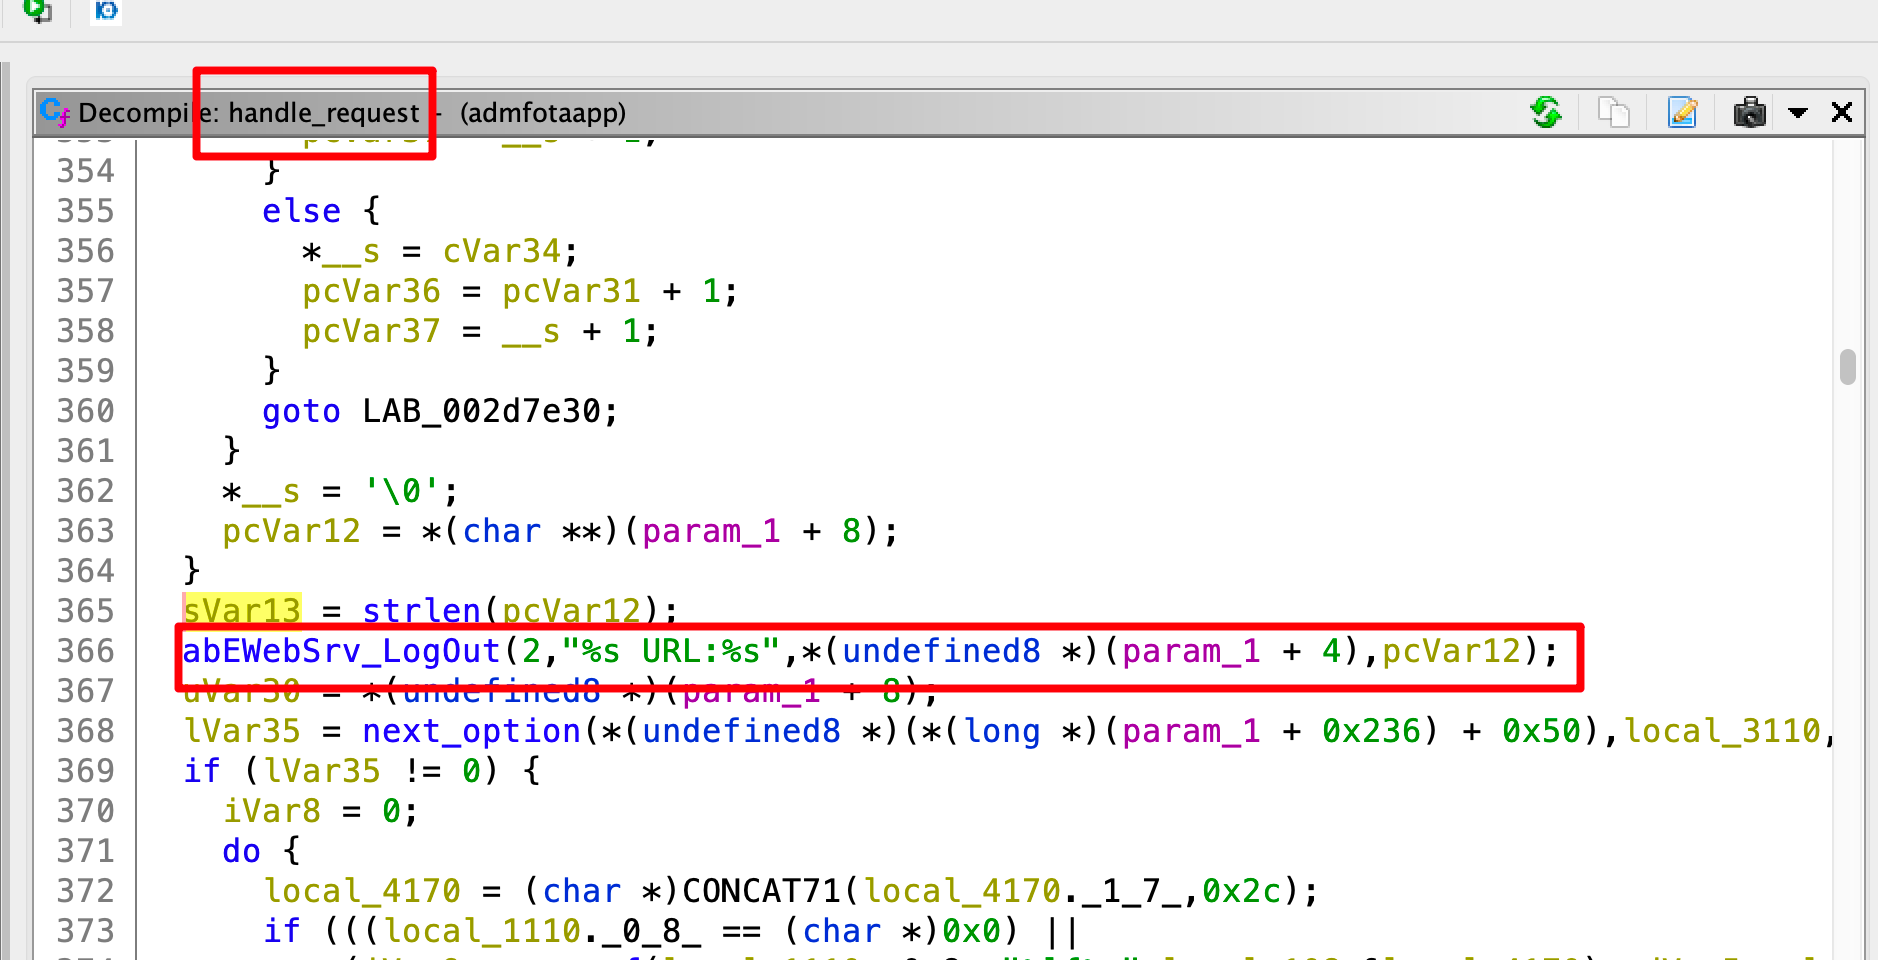 Decompile: handle_request - (admfotaapp)
354 }
355 else {
356 *__s = cVar34;
357 pcVar36 = pcVar31 + 1;
358 pcVar37 = __s + 1;
359 }
360 goto LAB_002d7e30;
361 }
362 *__s = '\0';
363 pcVar12 = *(char **)(param_1 + 8);
364 }
365 sVar13 = strlen(pcVar12);
366 abEWebSrv_LogOut(2,"%s URL:%s",*(undefined8 *)(param_1 + 4),pcVar12);
367 uVar30 = *(undefined8 *)(param_1 + 8);
368 lVar35 = next_option(*(undefined8 *)(*(long *)(param_1 + 0x236) + 0x50),local_3110,
369 if (lVar35 != 0) {
370 iVar8 = 0;
371 do {
372 local_4170 = (char *)CONCAT71(local_4170._1_7_,0x2c);
373 if (((local_1110._0_8_ == (char *)0x0) ||